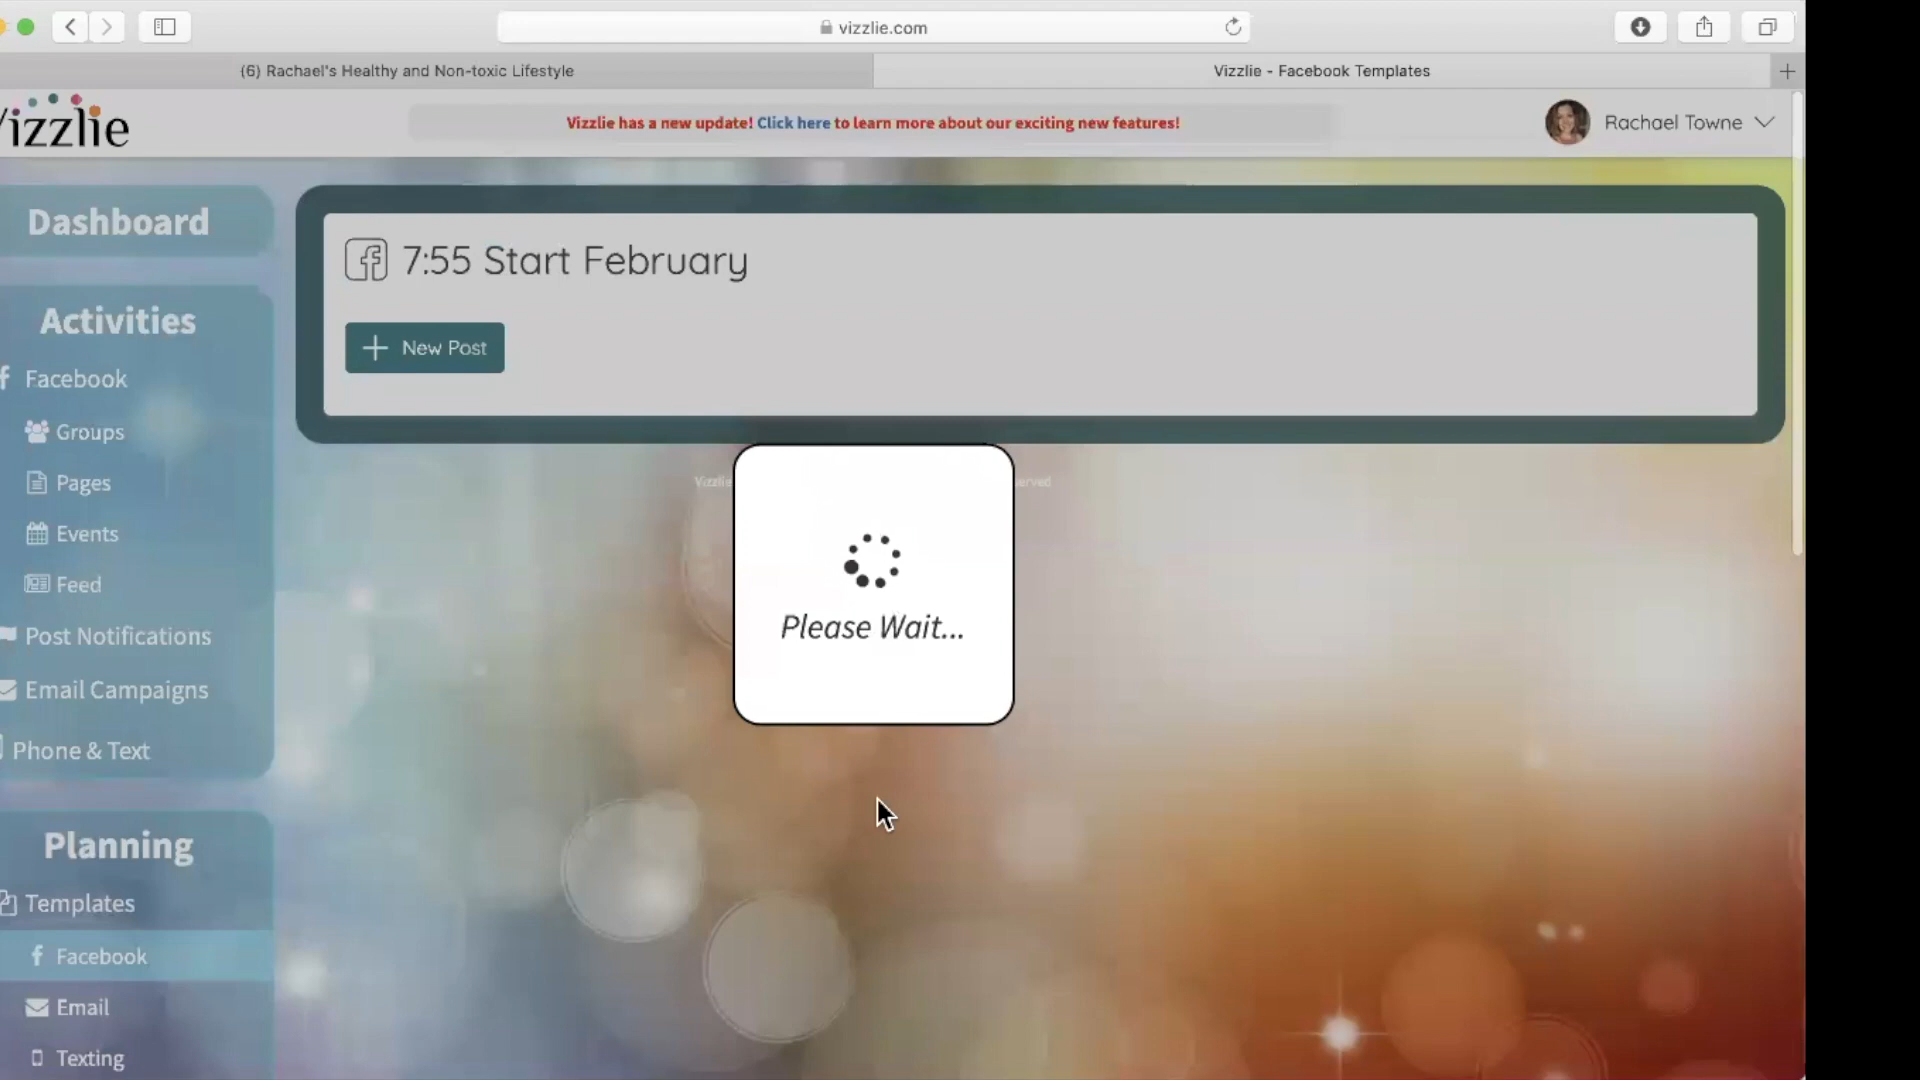 vizzlie.com
(6) Rachael's Healthy and Non-toxic Lifestyle
Vizzlie - Facebook Templates
Vizzlie
Vizzlie has a new update! Click here to learn more about our exciting new features!
Rachael Towne
Dashboard
7:55 Start February
New Post
Activities
Facebook
Groups
Pages
Events
Feed
Post Notifications
Email Campaigns
Phone & Text
Vizzlie
Please Wait...
Planning
Templates
Facebook
Email
Texting